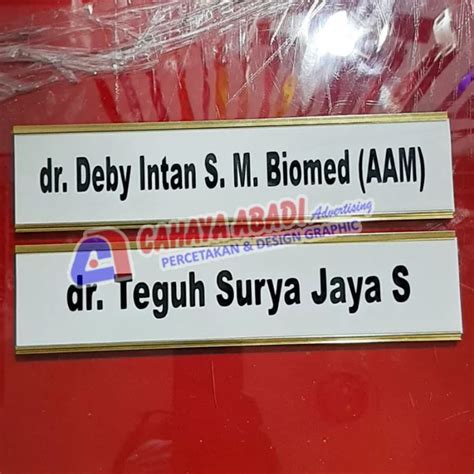 dr. Deby Intan S. M. Biomed (AAM)
CAHAYA ABADI Advertising
PERCETAKAN & DESIGN GRAPHIC
dr. Teguh Surya Jaya S